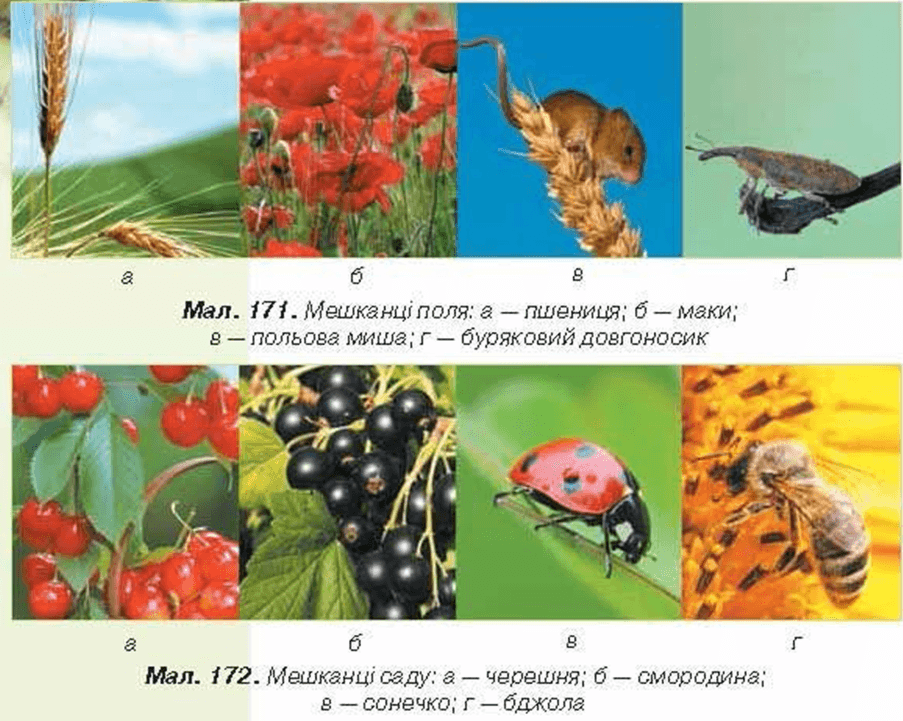 а б в г
Мал. 171. Мешканці поля: а — пшениця; б — маки;
в — польова миша; г — буряковий довгоносик
а б в г
Мал. 172. Мешканці саду: а — черешня; б — смородина;
в — сонечко; г — бджола